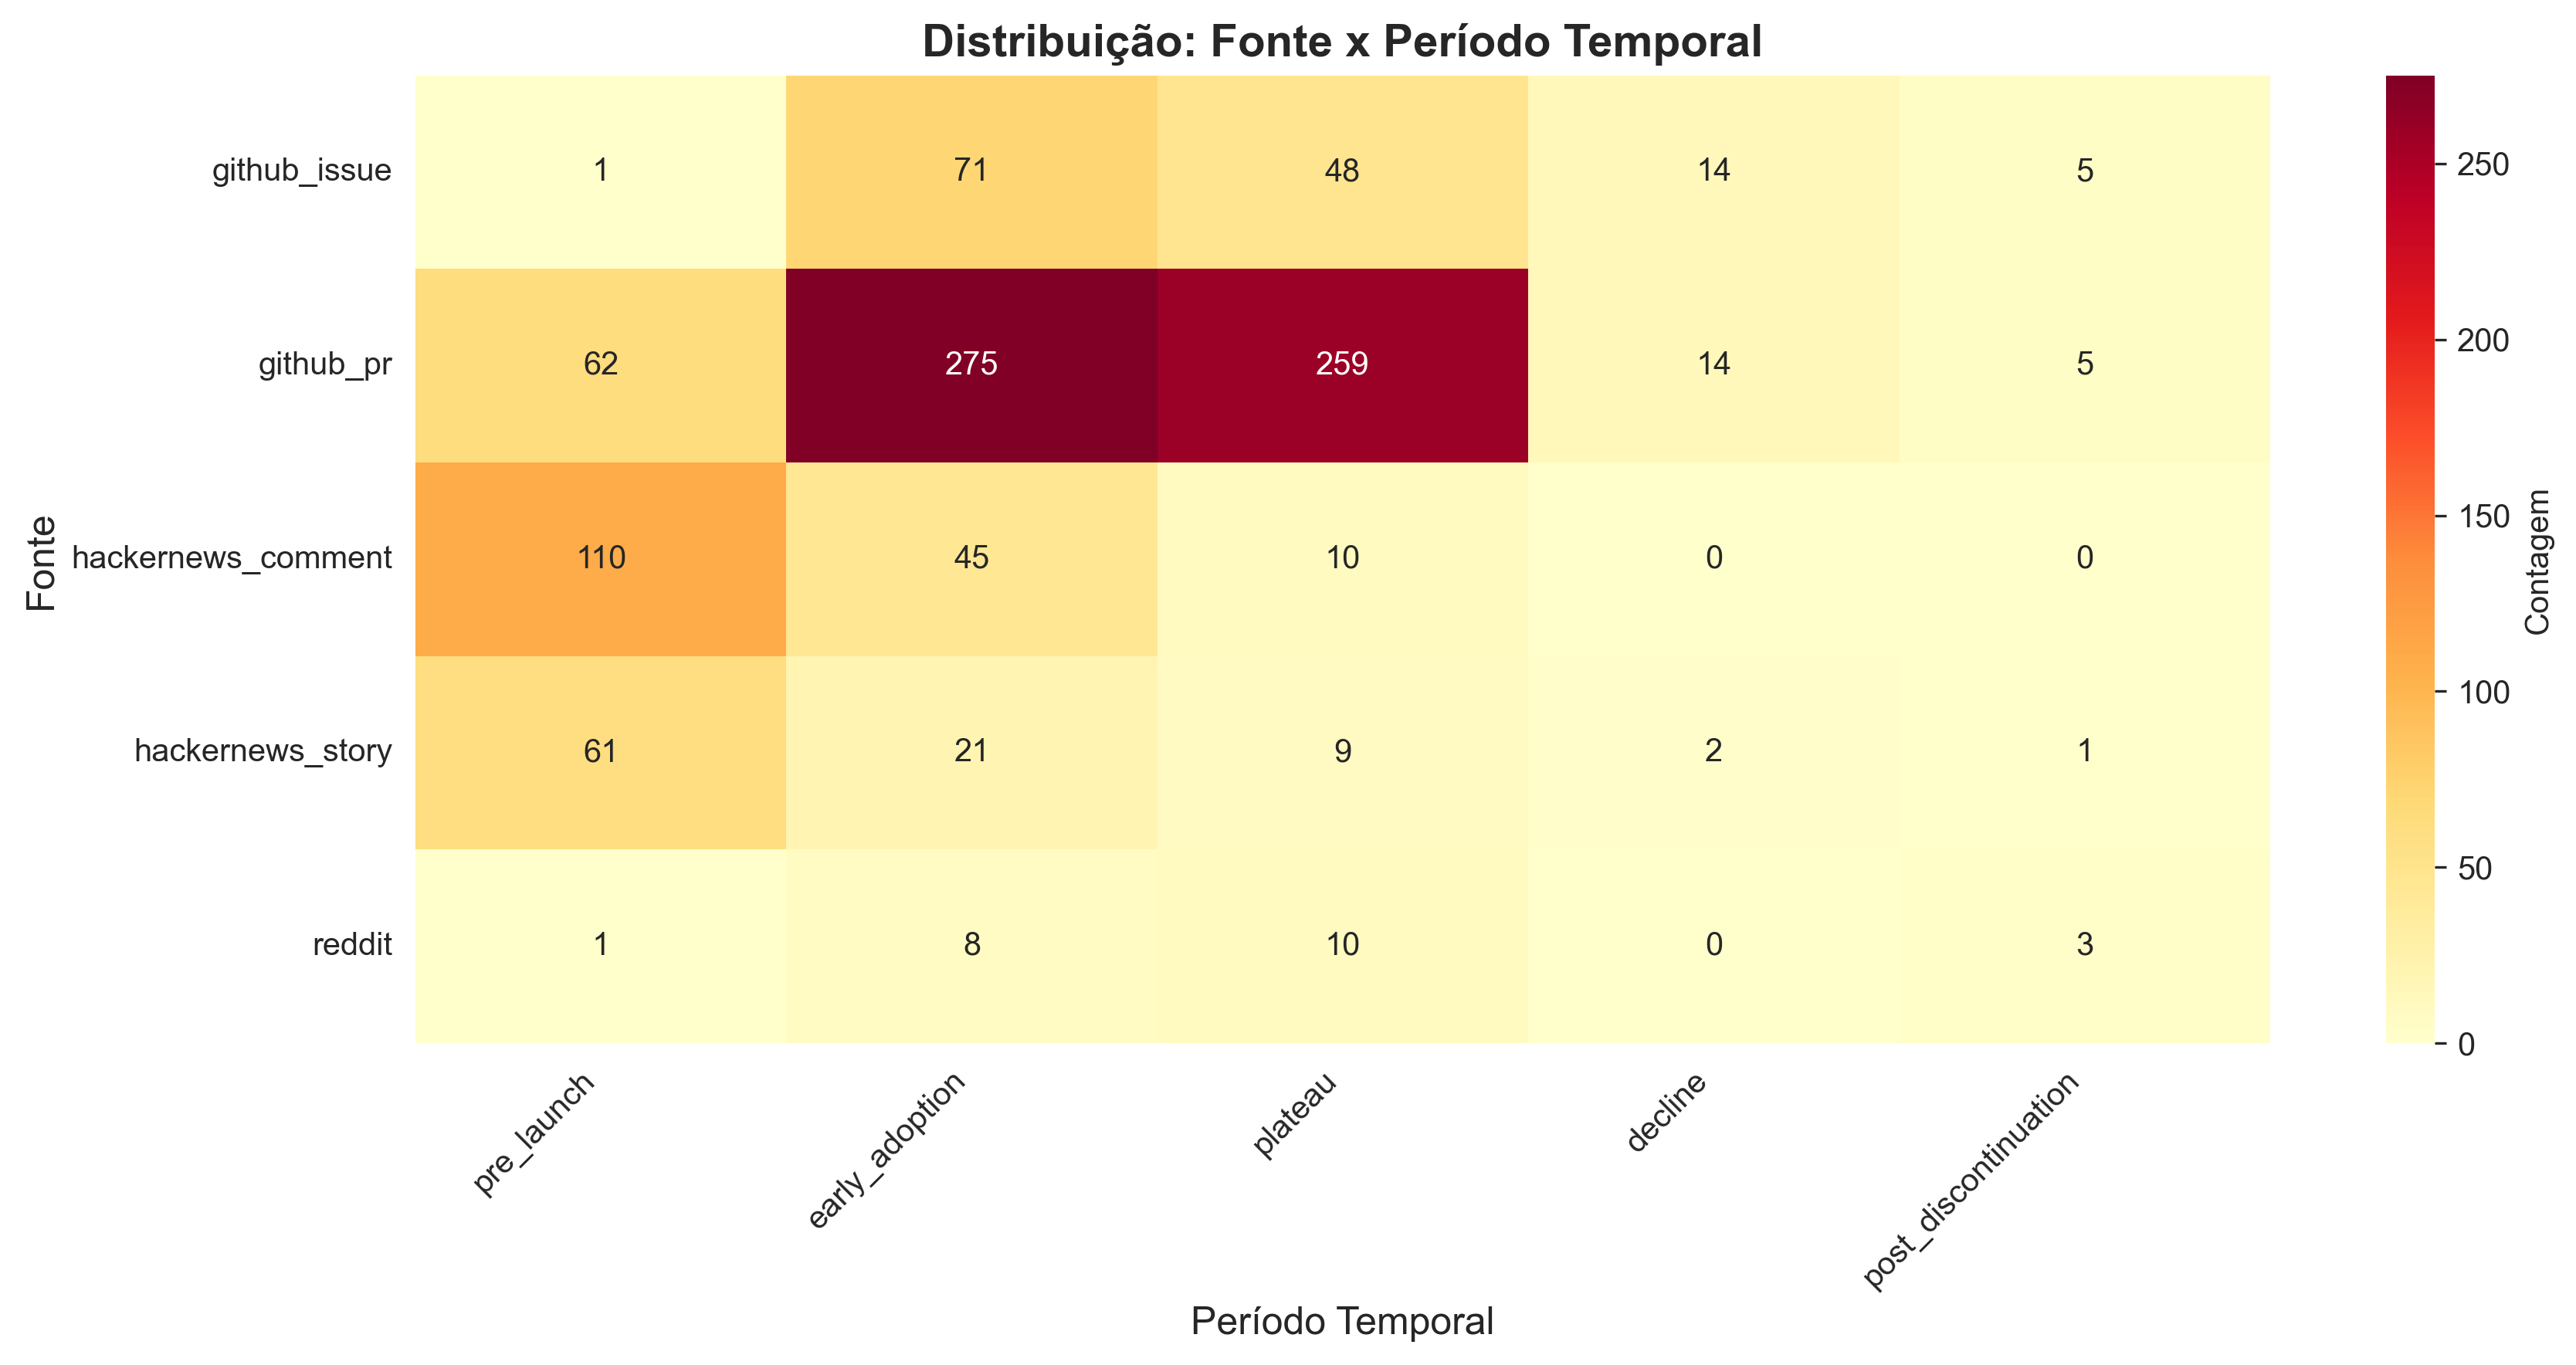 Distribuição: Fonte x Período Temporal
Fonte
github_issue 1 71 48 14 5
github_pr 62 275 259 14 5
hackernews_comment 110 45 10 0 0
hackernews_story 61 21 9 2 1
reddit 1 8 10 0 3
pre_launch early_adoption plateau decline post_discontinuation
Período Temporal
250
200
150
100
50
0
Contagem